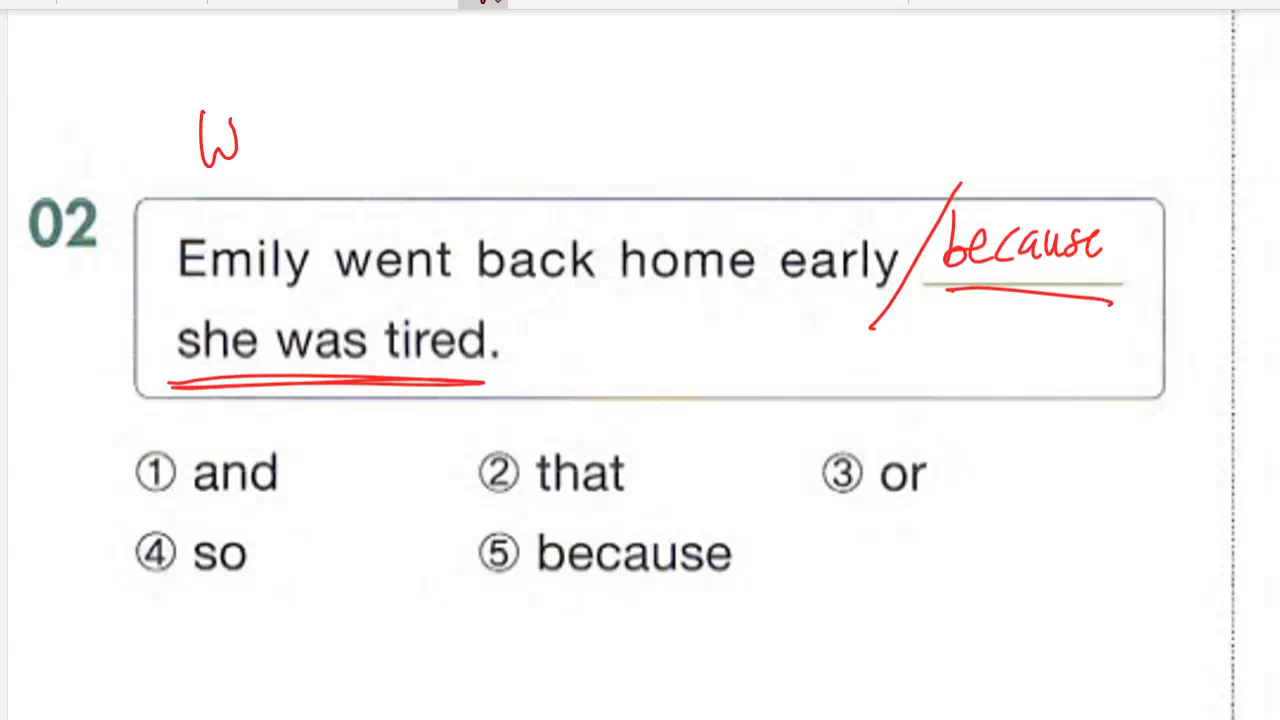 W
02
Emily went back home early because
she was tired.
① and ② that ③ or
④ so ⑤ because